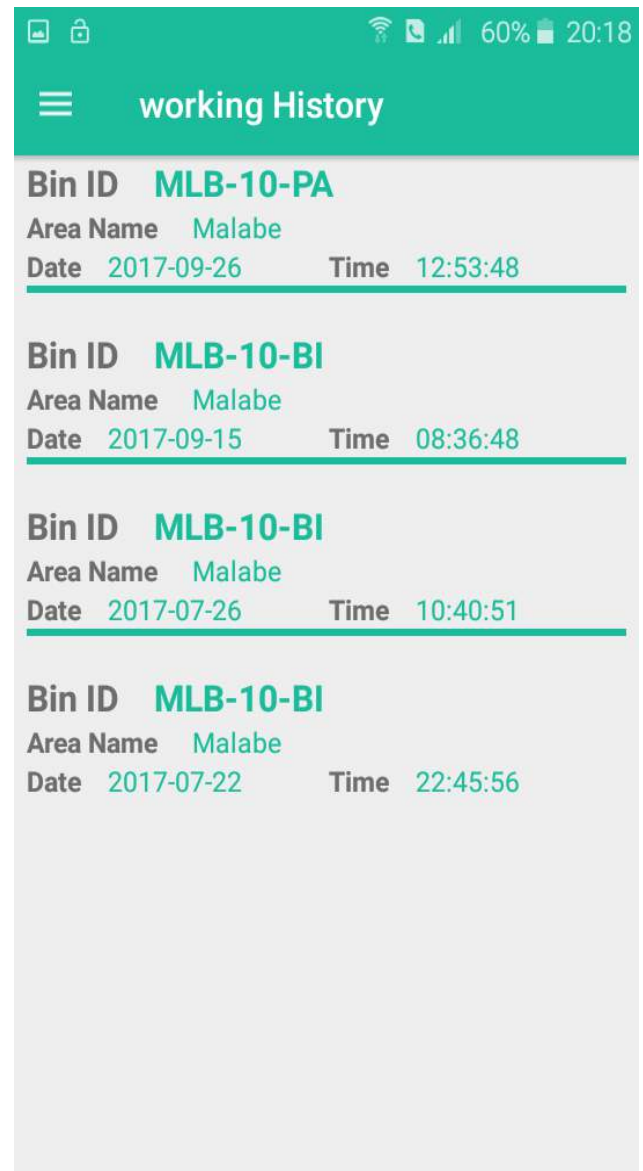 60% 20:18
working History
Bin ID MLB-10-PA
Area Name Malabe
Date 2017-09-26 Time 12:53:48
Bin ID MLB-10-BI
Area Name Malabe
Date 2017-09-15 Time 08:36:48
Bin ID MLB-10-BI
Area Name Malabe
Date 2017-07-26 Time 10:40:51
Bin ID MLB-10-BI
Area Name Malabe
Date 2017-07-22 Time 22:45:56